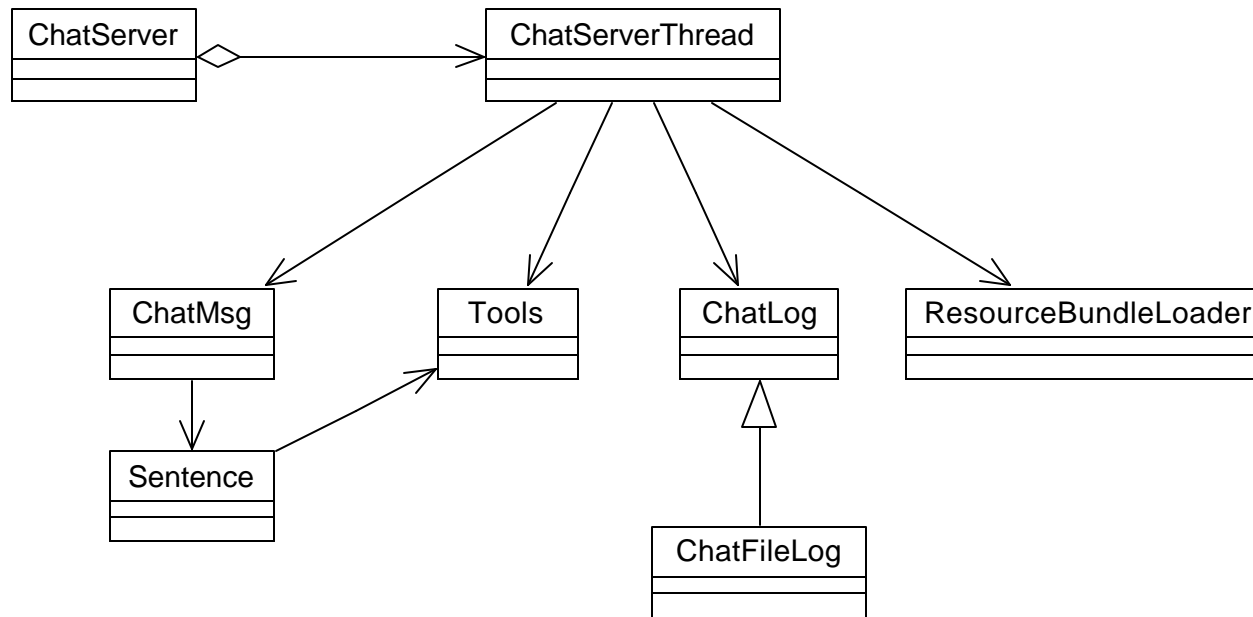 ChatServer
ChatServerThread
ChatMsg
Tools
ChatLog
ResourceBundleLoader
Sentence
ChatFileLog